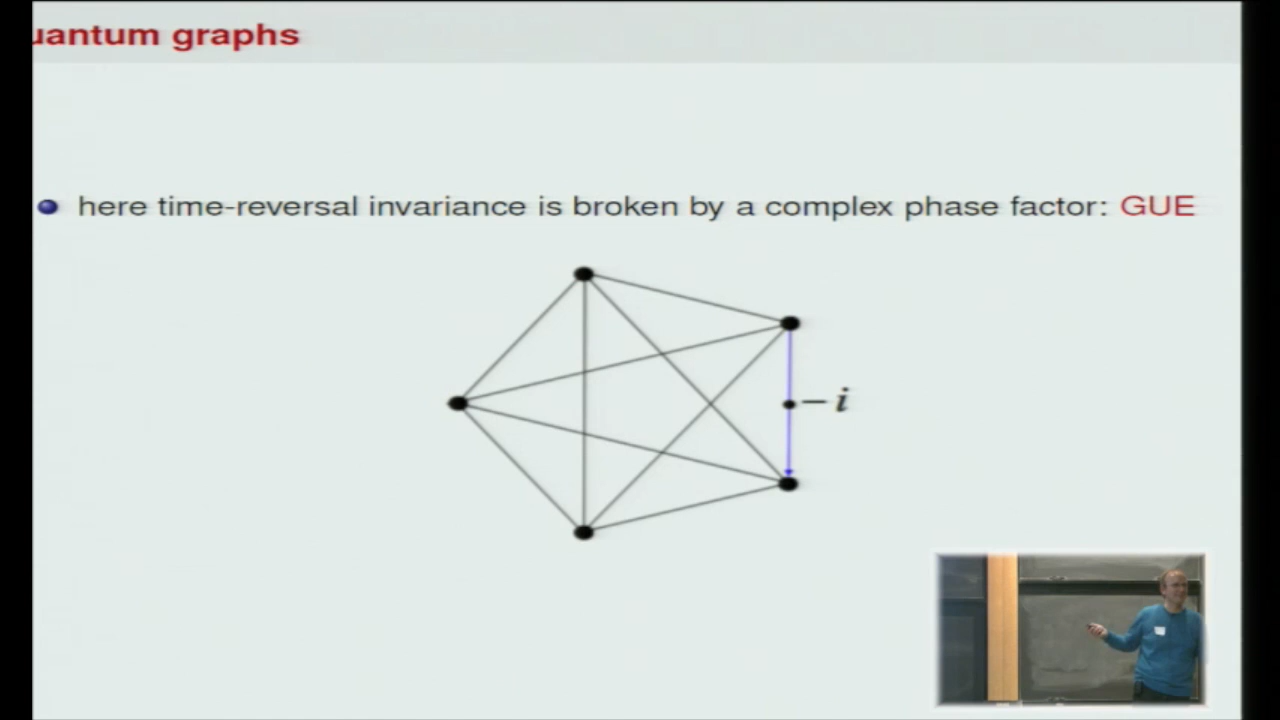 uantum graphs
here time-reversal invariance is broken by a complex phase factor: GUE
– i